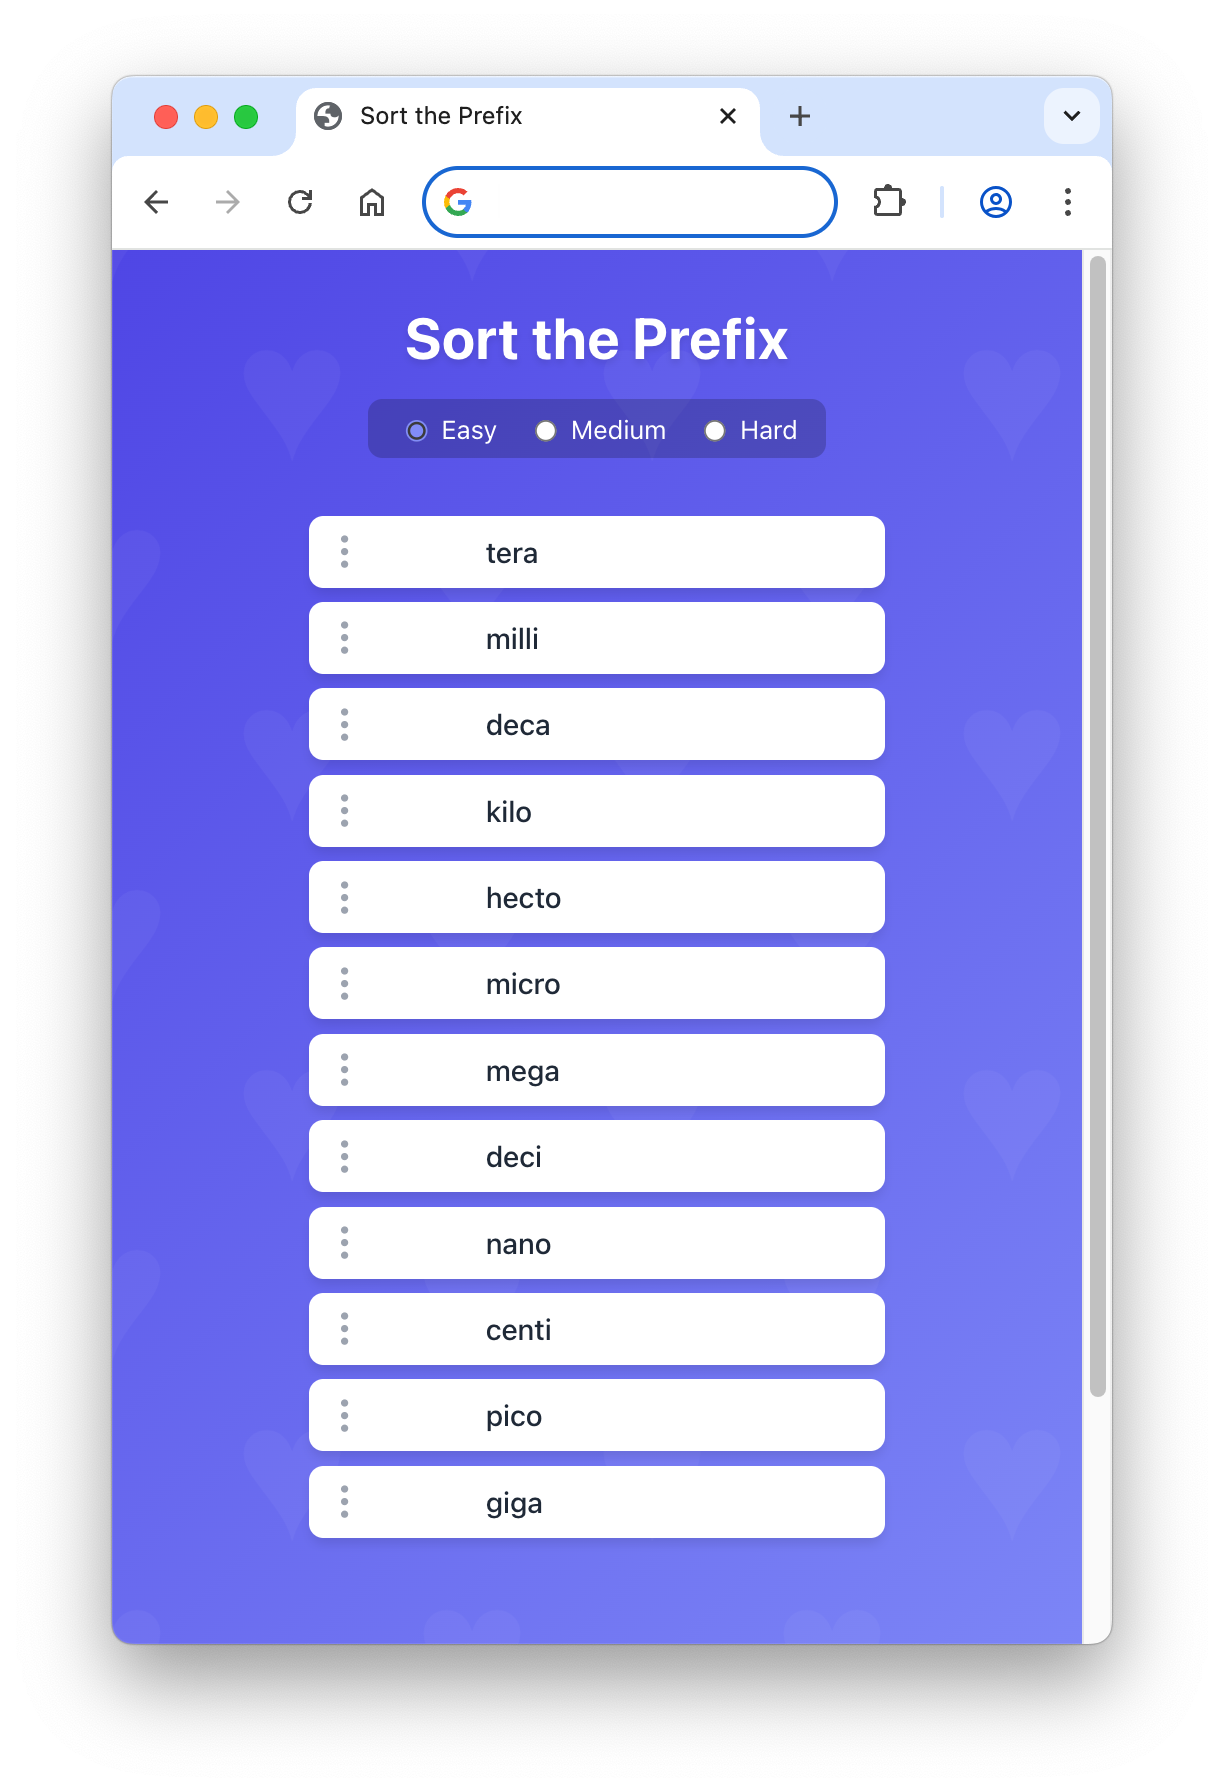 Sort the Prefix
Sort the Prefix
Easy Medium Hard
tera
milli
deca
kilo
hecto
micro
mega
deci
nano
centi
pico
giga